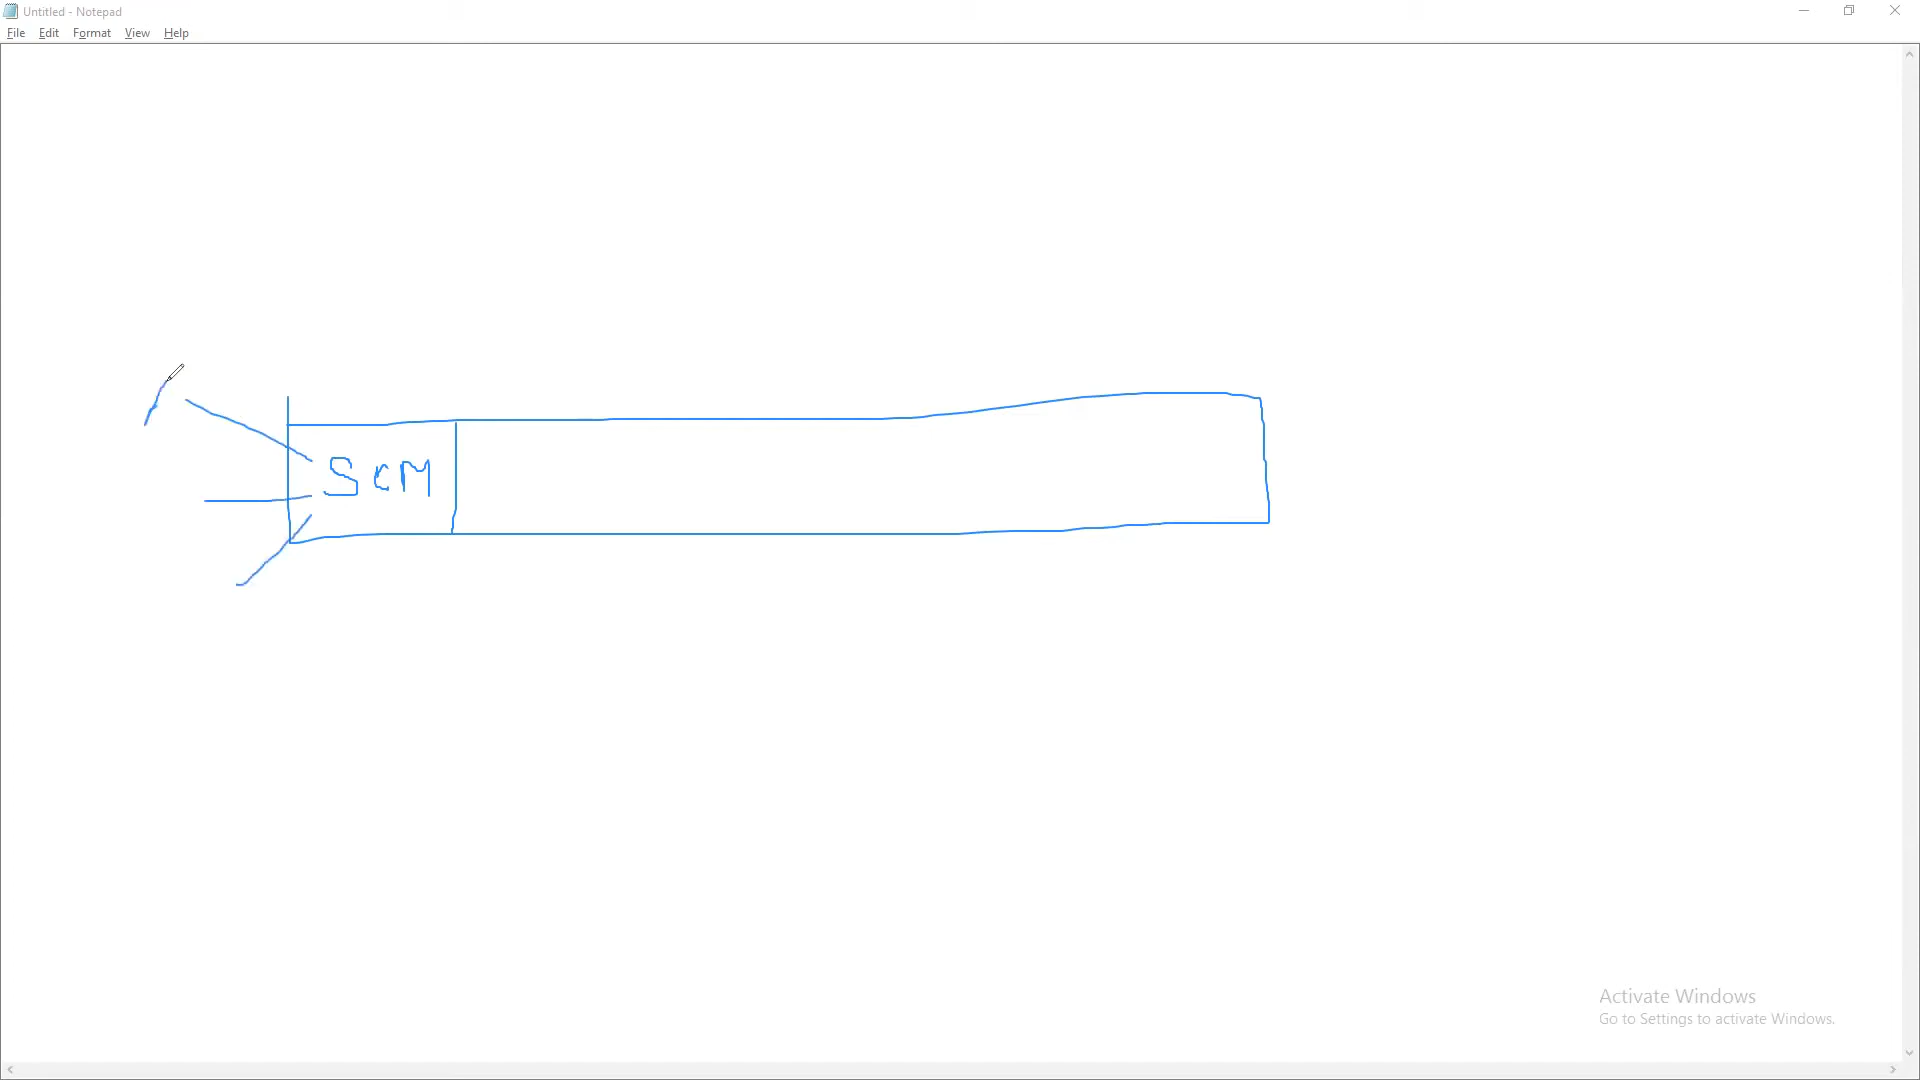 Untitled - Notepad
File Edit Format View Help
SCM
Activate Windows
Go to Settings to activate Windows.